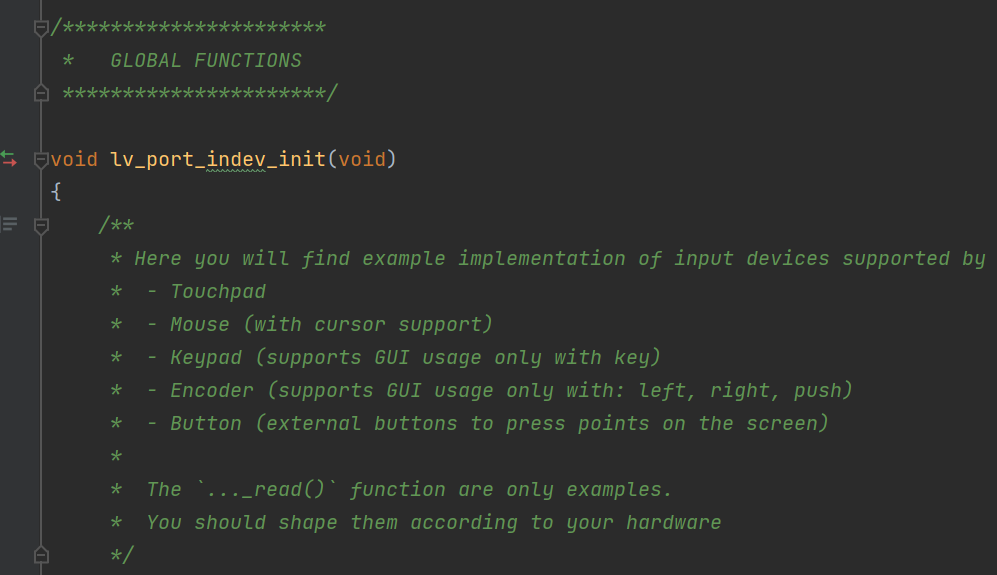 /**********************
 *   GLOBAL FUNCTIONS
 **********************/
void lv_port_indev_init(void)
{
    /**
     * Here you will find example implementation of input devices supported by
     *  - Touchpad
     *  - Mouse (with cursor support)
     *  - Keypad (supports GUI usage only with key)
     *  - Encoder (supports GUI usage only with: left, right, push)
     *  - Button (external buttons to press points on the screen)
     *
     *  The `..._read()` function are only examples.
     *  You should shape them according to your hardware
     */